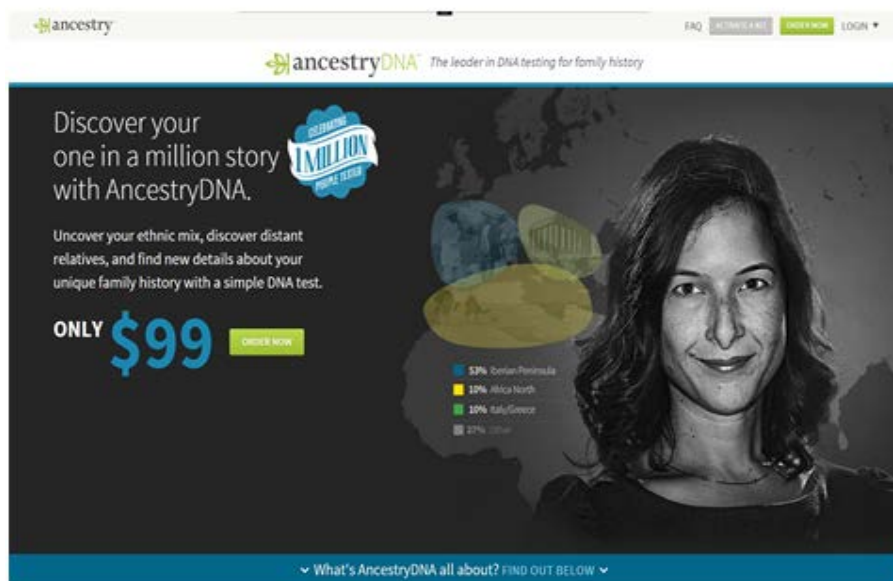 ancestry
FAQ ACTIVATE A KIT ORDER NOW LOGIN ▼
ancestryDNA™ The leader in DNA testing for family history
Discover your
one in a million story
with AncestryDNA.
CELEBRATING
1 MILLION
PEOPLE TESTED
Uncover your ethnic mix, discover distant
relatives, and find new details about your
unique family history with a simple DNA test.
ONLY $99 ORDER NOW
53% Iberian Peninsula
10% Africa North
10% Italy/Greece
27% Other
What's AncestryDNA all about? FIND OUT BELOW